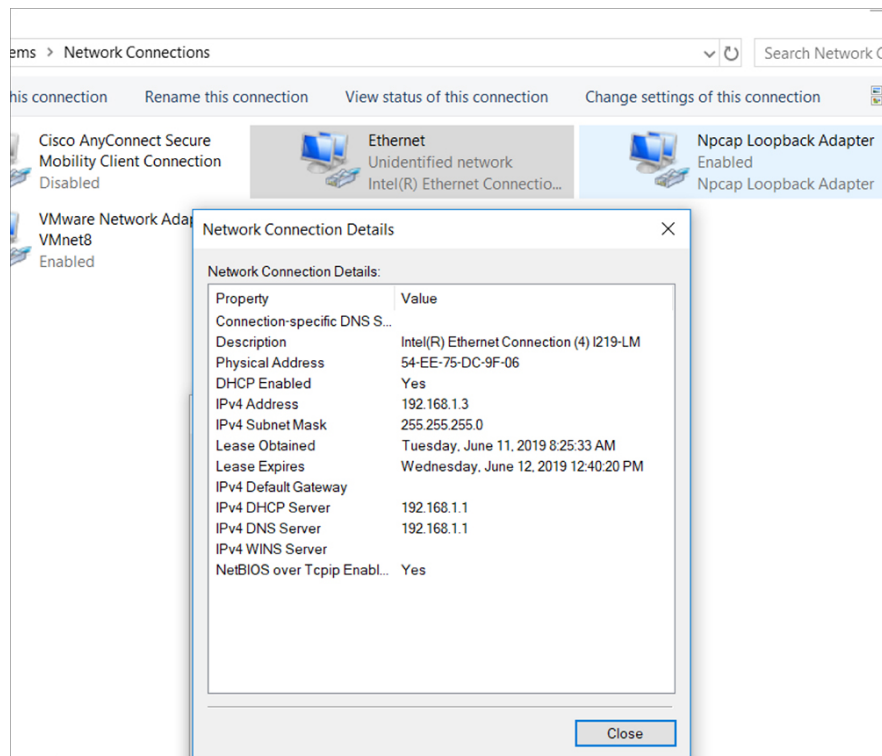 ems > Network Connections
Search Network C
his connection Rename this connection View status of this connection Change settings of this connection
Cisco AnyConnect Secure
Mobility Client Connection
Disabled
Ethernet
Unidentified network
Intel(R) Ethernet Connectio...
Npcap Loopback Adapter
Enabled
Npcap Loopback Adapter
VMware Network Adap
VMnet8
Enabled
Network Connection Details
Network Connection Details:
Property Value
Connection-specific DNS S...
Description Intel(R) Ethernet Connection (4) I219-LM
Physical Address 54-EE-75-DC-9F-06
DHCP Enabled Yes
IPv4 Address 192.168.1.3
IPv4 Subnet Mask 255.255.255.0
Lease Obtained Tuesday, June 11, 2019 8:25:33 AM
Lease Expires Wednesday, June 12, 2019 12:40:20 PM
IPv4 Default Gateway
IPv4 DHCP Server 192.168.1.1
IPv4 DNS Server 192.168.1.1
IPv4 WINS Server
NetBIOS over Tcpip Enabl... Yes
Close